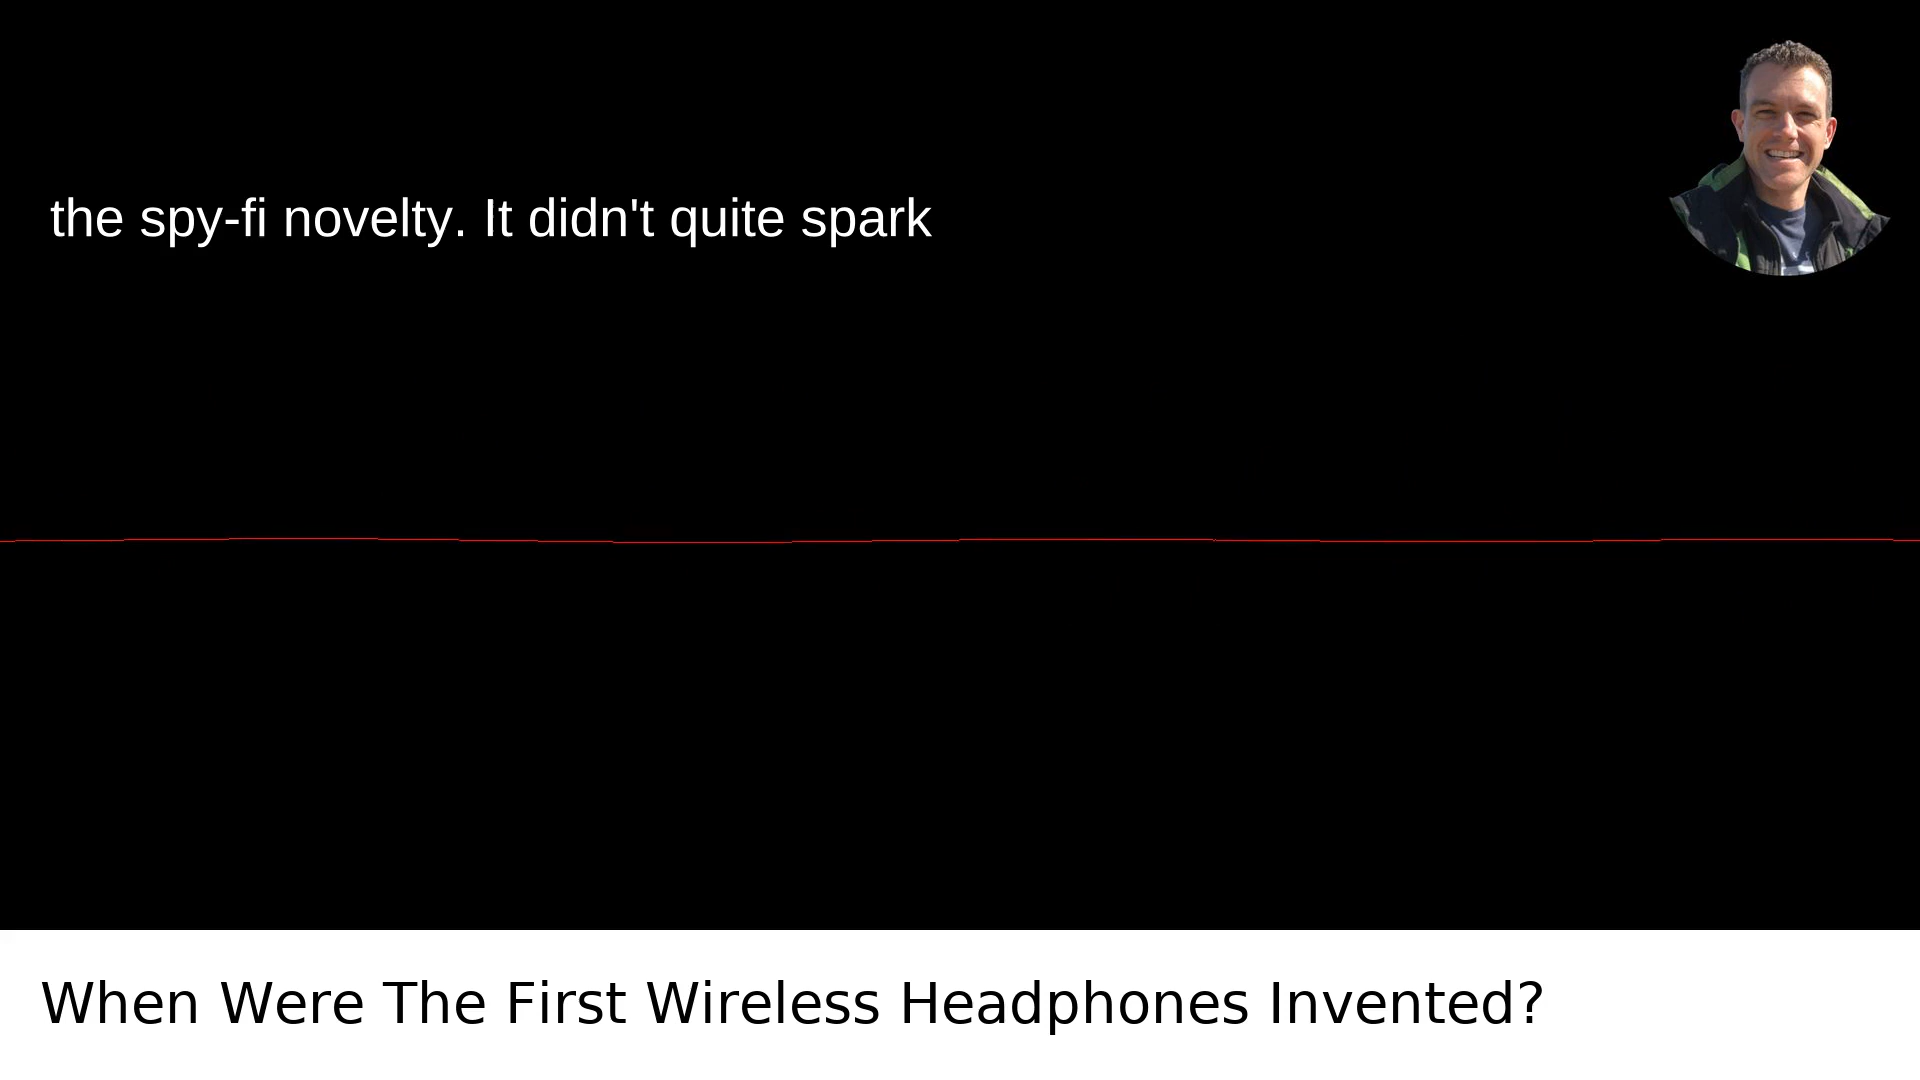 the spy-fi novelty. It didn't quite spark
When Were The First Wireless Headphones Invented?